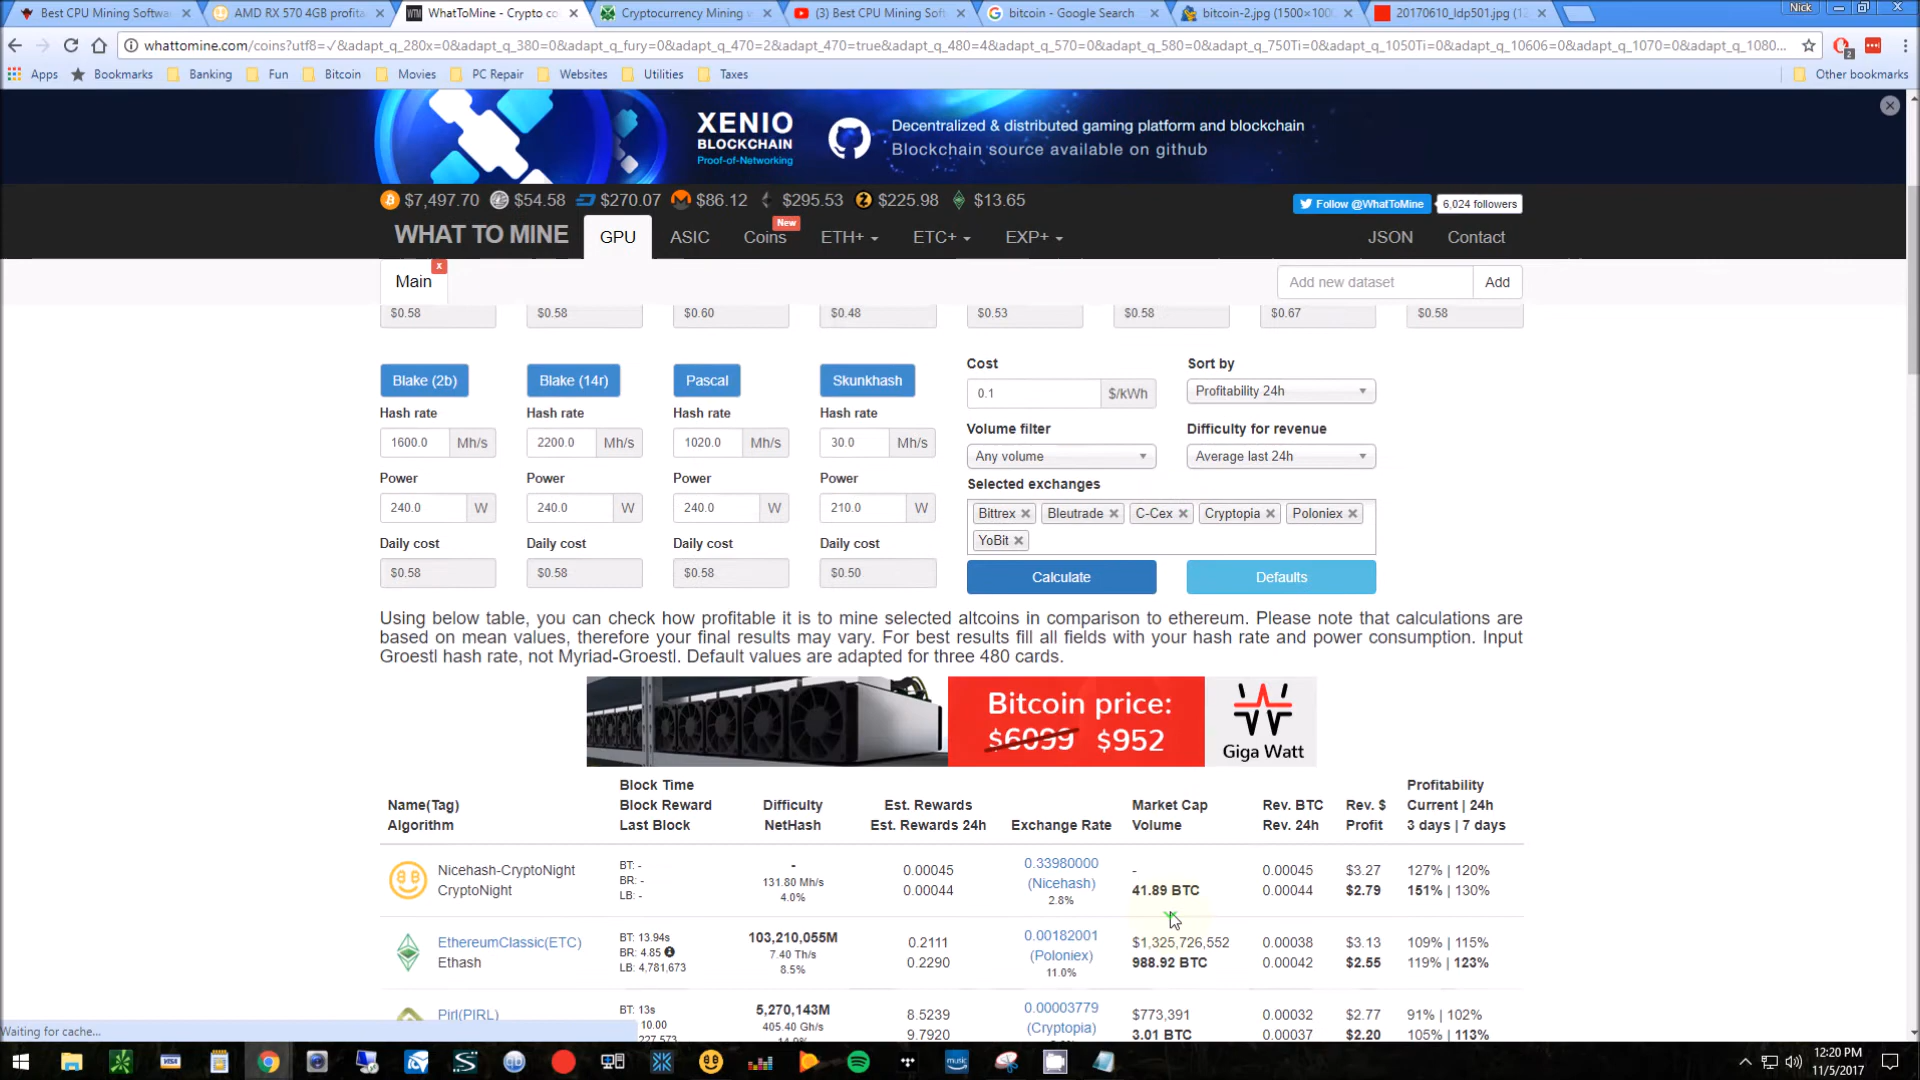 Best CPU Mining Softwa
AMD RX 570 4GB profita
WhatToMine - Crypto co
Cryptocurrency Mining
(3) Best CPU Mining Soft
bitcoin - Google Search
bitcoin-2.jpg (1500×100
20170610_ldp501.jpg (1
Nick
whattomine.com/coins?utf8=✓&adapt_q_280x=0&adapt_q_380=0&adapt_q_fury=0&adapt_q_470=2&adapt_470=true&adapt_q_480=4&adapt_q_570=0&adapt_q_580=0&adapt_q_750Ti=0&adapt_q_1050Ti=0&adapt_q_10606=0&adapt_q_1070=0&adapt_q_1080...
Apps Bookmarks Banking Fun Bitcoin Movies PC Repair Websites Utilities Taxes Other bookmarks
XENIO
BLOCKCHAIN
Proof-of-Networking
Decentralized & distributed gaming platform and blockchain
Blockchain source available on github
$7,497.70 $54.58 $270.07 $86.12 $295.53 $225.98 $13.65
Follow @WhatToMine 6,024 followers
New
WHAT TO MINE GPU ASIC Coins ETH+ ETC+ EXP+ JSON Contact
Main x
Add new dataset Add
$0.58 $0.58 $0.60 $0.48 $0.53 $0.58 $0.67 $0.58
Blake (2b) Blake (14r) Pascal Skunkhash
Hash rate Hash rate Hash rate Hash rate
1600.0 Mh/s 2200.0 Mh/s 1020.0 Mh/s 30.0 Mh/s
Power Power Power Power
240.0 W 240.0 W 240.0 W 210.0 W
Daily cost Daily cost Daily cost Daily cost
$0.58 $0.58 $0.58 $0.50
Cost Sort by
0.1 $/kWh Profitability 24h
Volume filter Difficulty for revenue
Any volume Average last 24h
Selected exchanges
Bittrex × Bleutrade × C-Cex × Cryptopia × Poloniex ×
YoBit ×
Calculate Defaults
Using below table, you can check how profitable it is to mine selected altcoins in comparison to ethereum. Please note that calculations are
based on mean values, therefore your final results may vary. For best results fill all fields with your hash rate and power consumption. Input
Groestl hash rate, not Myriad-Groestl. Default values are adapted for three 480 cards.
Bitcoin price:
$6099 $952
Giga Watt
Block Time Profitability
Name(Tag) Block Reward Difficulty Est. Rewards Market Cap Rev. BTC Rev. $ Current | 24h
Algorithm Last Block NetHash Est. Rewards 24h Exchange Rate Volume Rev. 24h Profit 3 days | 7 days
Nicehash-CryptoNight BT: - - 0.00045 0.33980000 - 0.00045 $3.27 127% | 120%
CryptoNight BR: - 131.80 Mh/s 0.00044 (Nicehash) 41.89 BTC 0.00044 $2.79 151% | 130%
LB: - 4.0% 2.8%
EthereumClassic(ETC) BT: 13.94s 103,210,055M 0.2111 0.00182001 $1,325,726,552 0.00038 $3.13 109% | 115%
Ethash BR: 4.85 7.40 Th/s 0.2290 (Poloniex) 988.92 BTC 0.00042 $2.55 119% | 123%
LB: 4,781,673 8.5% 11.0%
Pirl(PIRL) BT: 13s 5,270,143M 8.5239 0.00003779 $773,391 0.00032 $2.77 91% | 102%
10.00 405.40 Gh/s 9.7920 (Cryptopia) 3.01 BTC 0.00037 $2.20 105% | 113%
Waiting for cache...
music
12:20 PM
11/5/2017